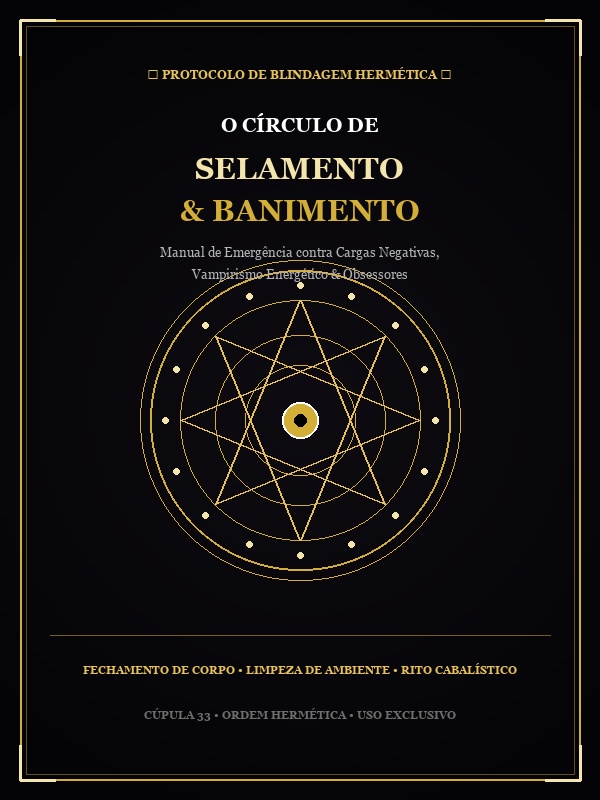 □ PROTOCOLO DE BLINDAGEM HERMÉTICA □
O CÍRCULO DE
SELAMENTO
& BANIMENTO
Manual de Emergência contra Cargas Negativas,
Vampirismo Energético & Obsessores
FECHAMENTO DE CORPO • LIMPEZA DE AMBIENTE • RITO CABALÍSTICO
CÚPULA 33 • ORDEM HERMÉTICA • USO EXCLUSIVO